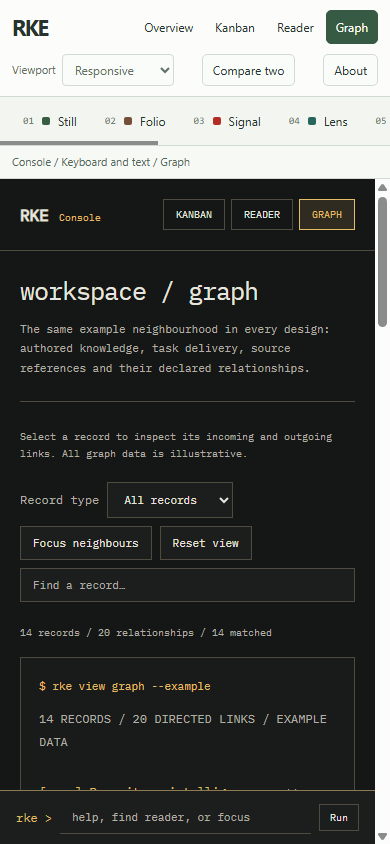 RKE Overview Kanban Reader Graph
Viewport Responsive Compare two About
01 Still 02 Folio 03 Signal 04 Lens 05
Console / Keyboard and text / Graph
RKE Console KANBAN READER GRAPH
workspace / graph
The same example neighbourhood in every design:
authored knowledge, task delivery, source
references and their declared relationships.
Select a record to inspect its incoming and outgoing
links. All graph data is illustrative.
Record type All records
Focus neighbours Reset view
Find a record…
14 records / 20 relationships / 14 matched
$ rke view graph --example
14 RECORDS / 20 DIRECTED LINKS / EXAMPLE
DATA
rke > help, find reader, or focus Run